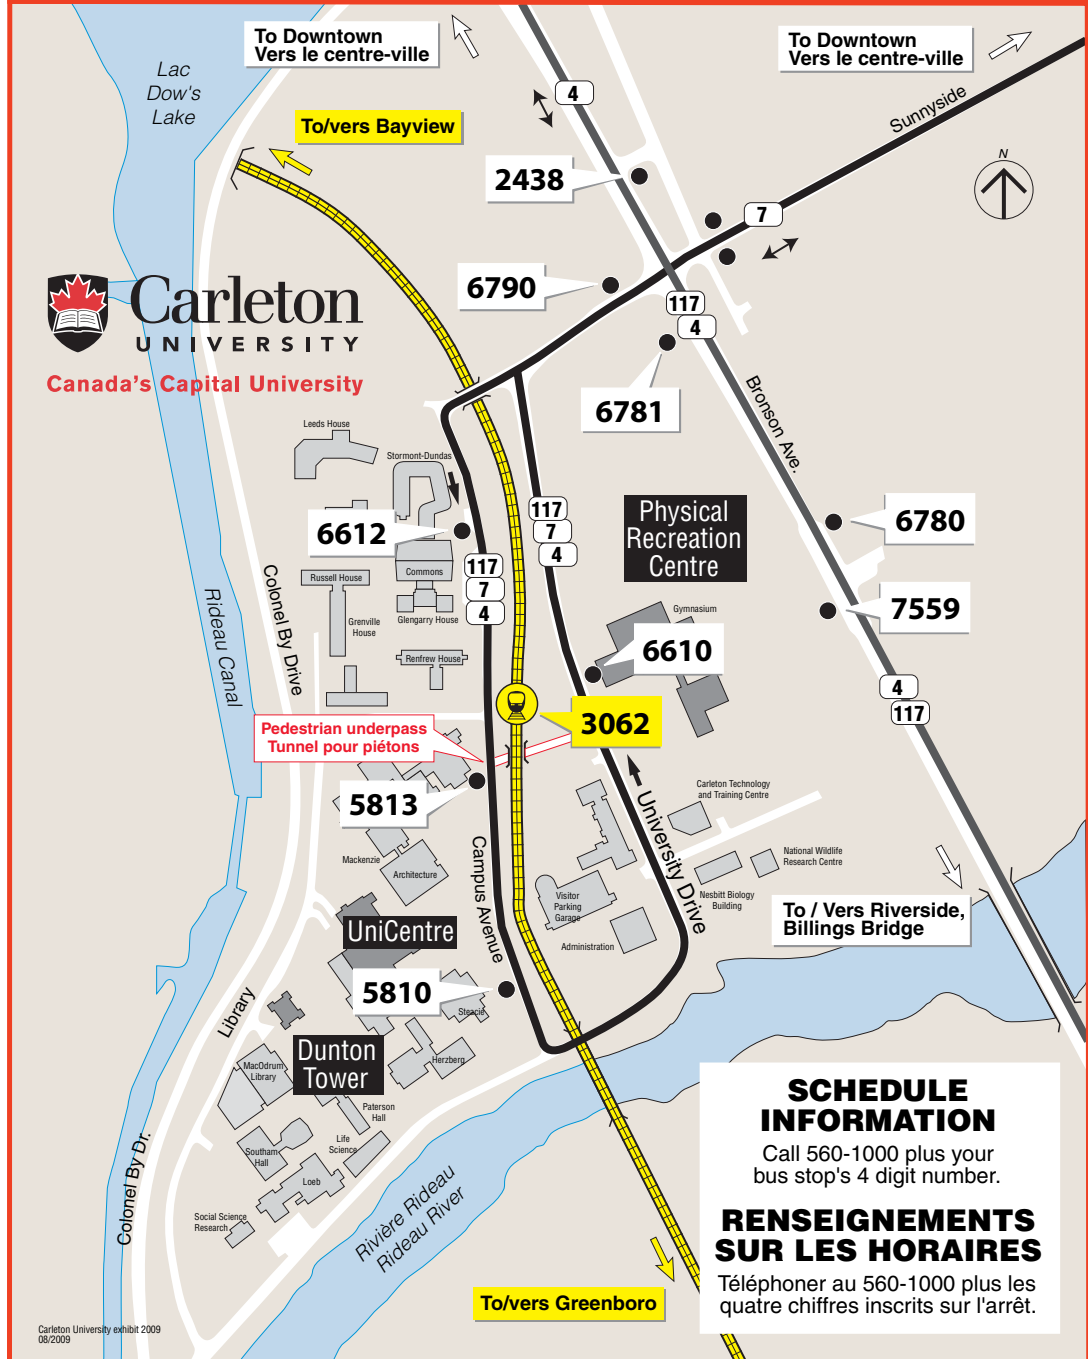 To Downtown
Vers le centre-ville
To Downtown
Vers le centre-ville
Lac
Dow's
Lake
4
Sunnyside
To/vers Bayview
N
2438
7
6790
117
4
Carleton
UNIVERSITY
Canada's Capital University
6781
Bronson Ave.
Leeds House
Stormont-Dundas
117
7
4
Physical
Recreation
Centre
6780
6612
117
7
4
Commons
Russell House
Colonel By Drive
Rideau Canal
Grenville
House
Glengarry House
Gymnasium
7559
6610
Renfrew House
4
117
3062
Pedestrian underpass
Tunnel pour piétons
5813
Carleton Technology
and Training Centre
University Drive
Campus Avenue
Mackenzie
Architecture
National Wildlife
Research Centre
Nesbitt Biology
Building
Visitor
Parking
Garage
To / Vers Riverside,
Billings Bridge
UniCentre
Administration
5810
Steacie
Library
Dunton
Tower
Herzberg
MacOdrum
Library
Paterson
Hall
Life
Science
Southam
Hall
Loeb
Colonel By Dr.
Social Science
Research
Rivière Rideau
Rideau River
SCHEDULE
INFORMATION
Call 560-1000 plus your
bus stop's 4 digit number.
RENSEIGNEMENTS
SUR LES HORAIRES
Téléphoner au 560-1000 plus les
quatre chiffres inscrits sur l'arrêt.
To/vers Greenboro
Carleton University exhibit 2009
08/2009